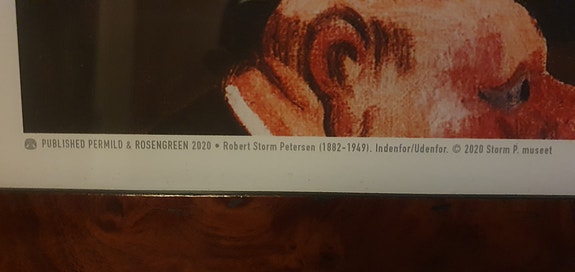 PUBLISHED PERMILD & ROSENGREEN 2020 • Robert Storm Petersen (1882-1949). Indenfor/Udenfor. © 2020 Storm P. museet